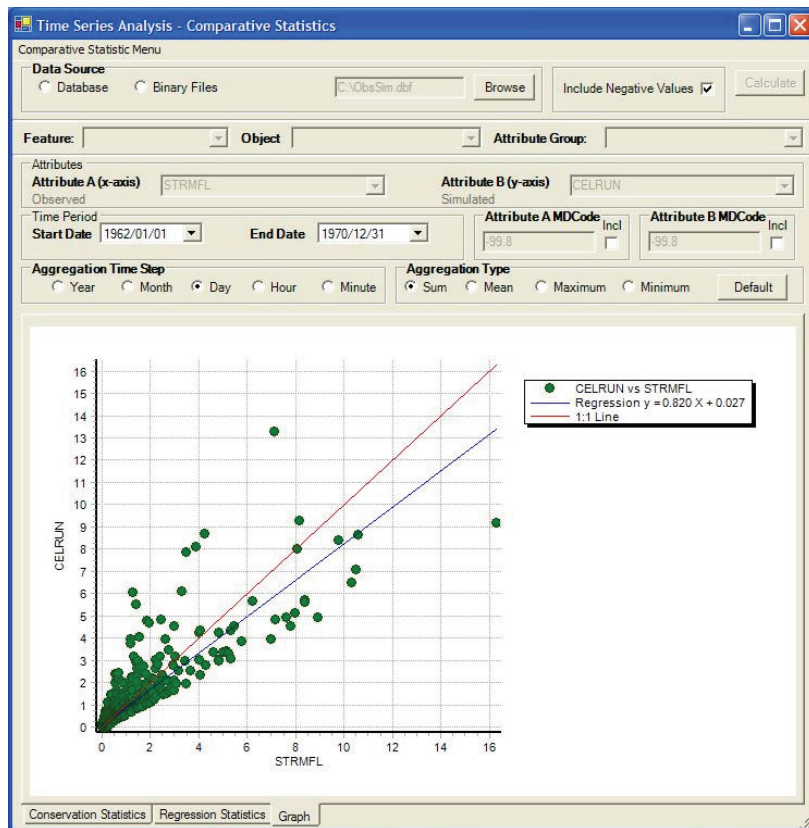 Time Series Analysis - Comparative Statistics
Comparative Statistic Menu
Data Source
Database Binary Files C:\ObsSim.dbf Browse Include Negative Values Calculate
Feature: Object Attribute Group:
Attributes
Attribute A (x-axis) STRMFL Attribute B (y-axis) CELRUN
Observed Simulated
Time Period Attribute A MDCode Attribute B MDCode
Start Date 1962/01/01 End Date 1970/12/31 -99.8 Incl -99.8 Incl
Aggregation Time Step Aggregation Type
Year Month Day Hour Minute Sum Mean Maximum Minimum Default
CELRUN vs STRMFL
Regression y = 0.820 X + 0.027
1:1 Line
16
15
14
13
12
11
10
9
8
7
6
5
4
3
2
1
0
CELRUN
0 2 4 6 8 10 12 14 16
STRMFL
Conservation Statistics Regression Statistics Graph